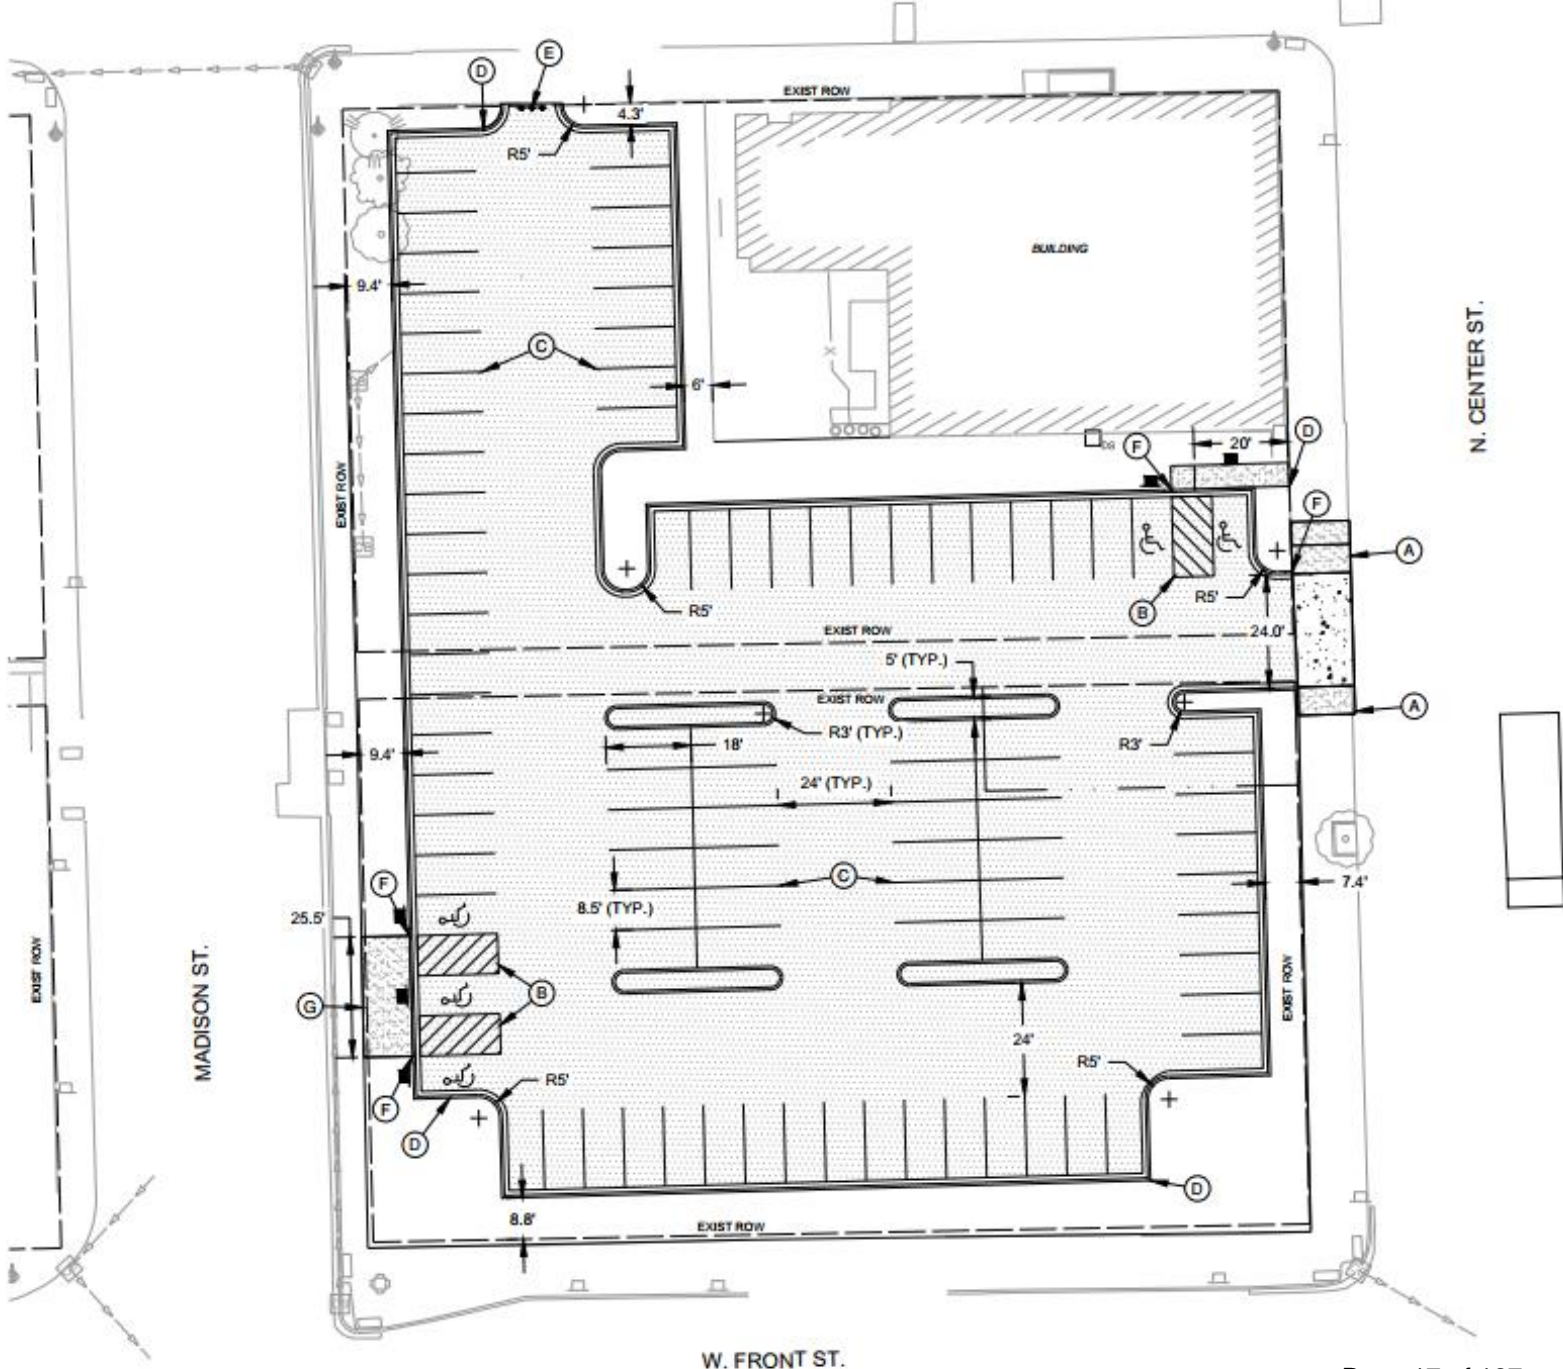 E
D
EXIST ROW
4.3'
R5'
BUILDING
9.4'
N. CENTER ST.
C
6'
D
F
20'
DS
EXIST ROW
F
A
R5'
B
R5'
EXIST ROW
24.0'
5' (TYP.)
EXIST ROW
A
R3' (TYP.)
R3'
18'
9.4'
24' (TYP.)
C
F
7.4'
8.5' (TYP.)
25.5'
EXIST ROW
MADISON ST.
EXIST ROW
B
G
24'
R5'
R5'
F
D
D
8.8'
EXIST ROW
W. FRONT ST.